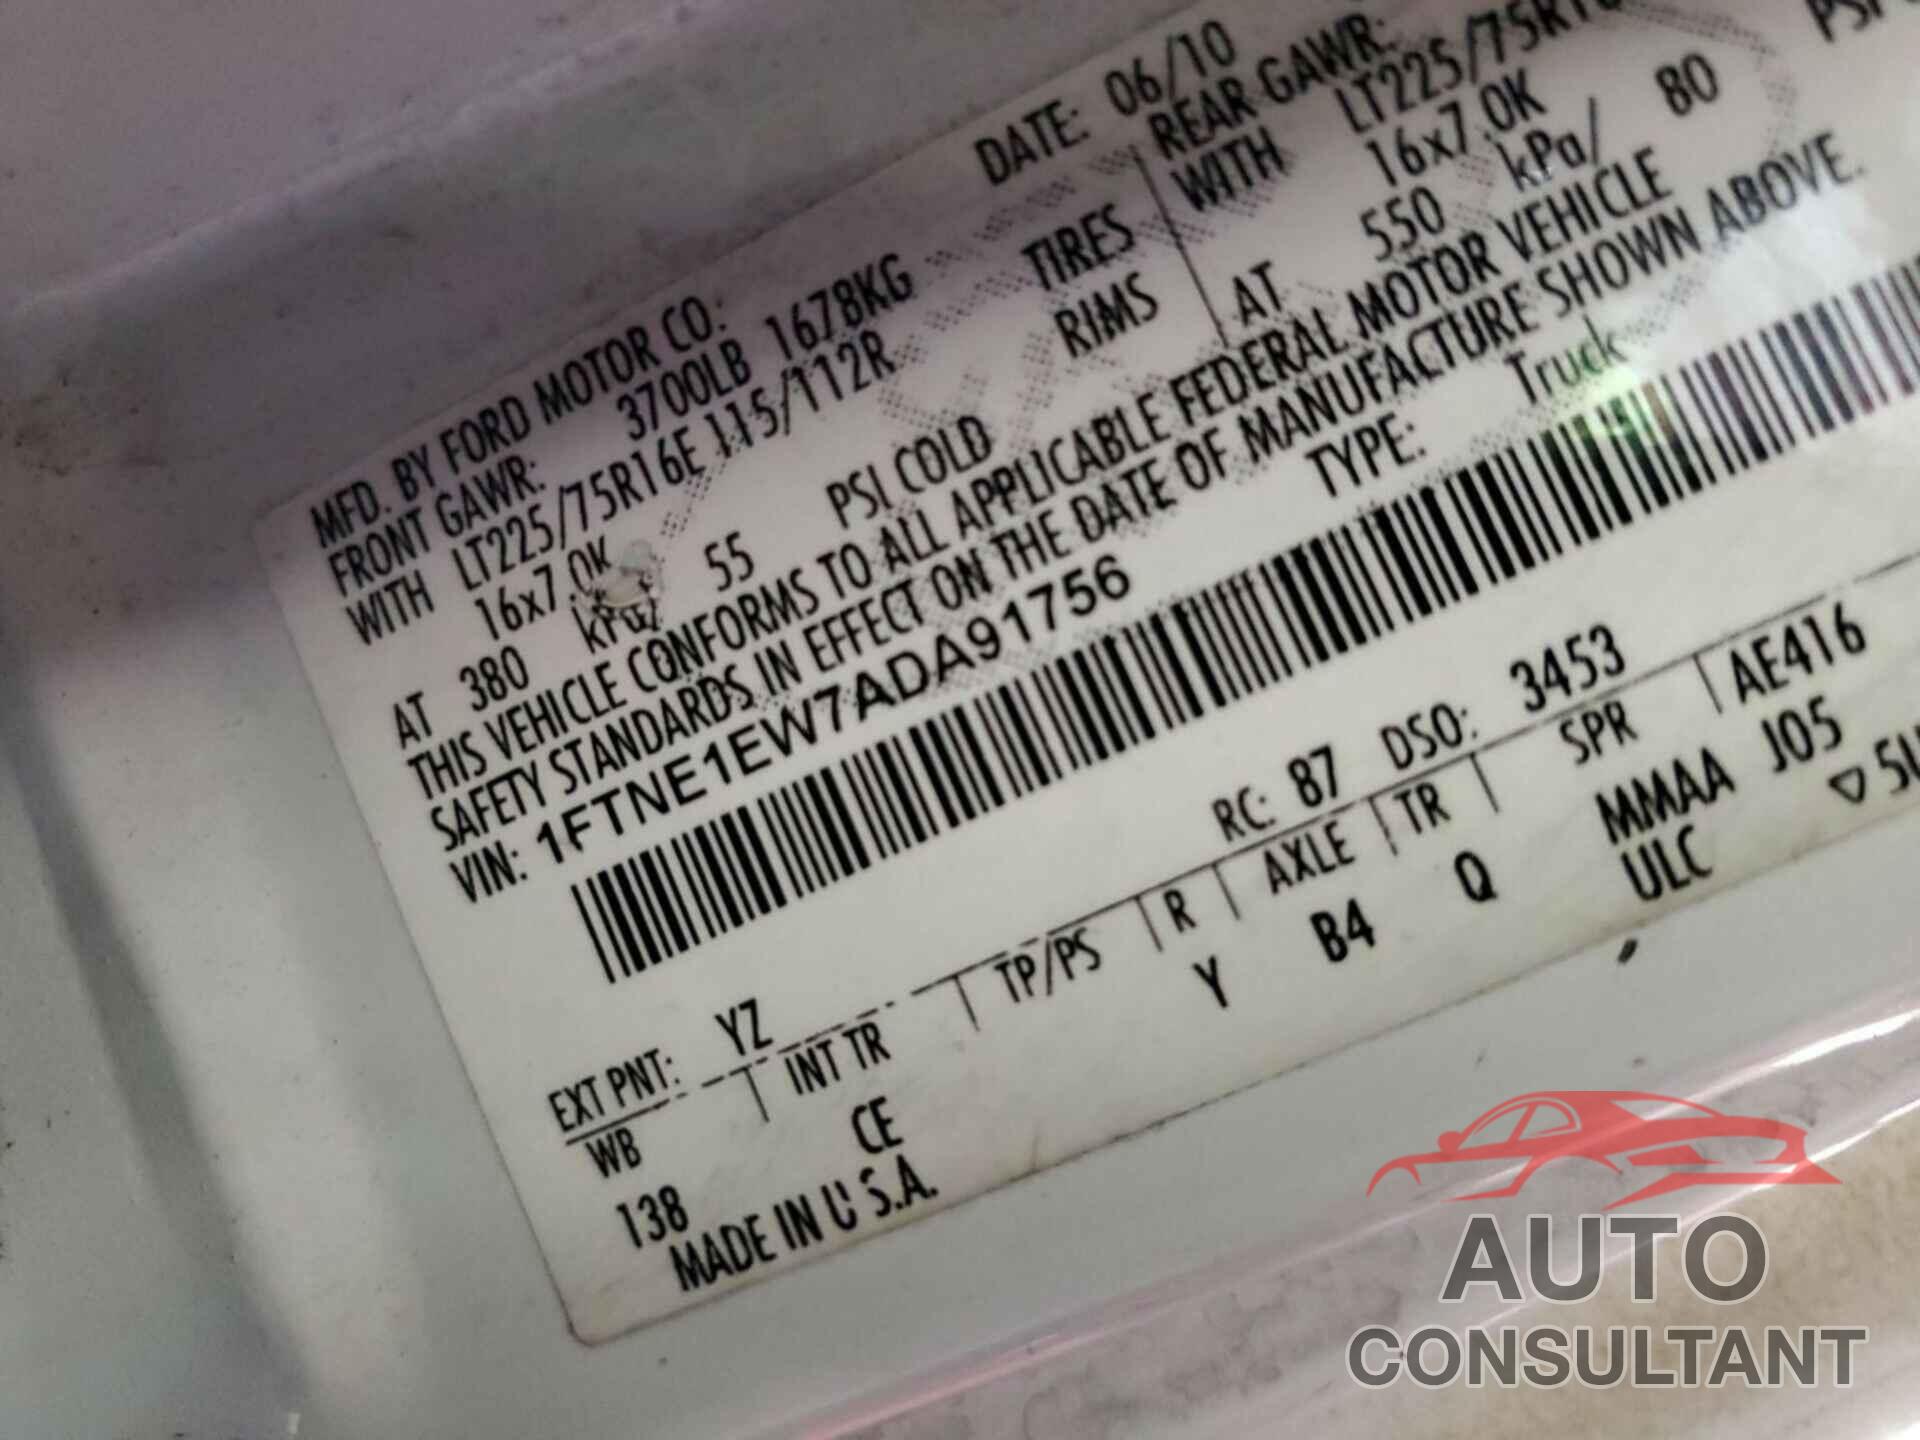 MFD. BY FORD MOTOR CO.
DATE: 06/10
FRONT GAWR: 3700LB 1678KG
REAR GAWR:
WITH LT225/75R16E 115/112R TIRES
WITH
16x7.0K RIMS
16x7.0K
AT 380 kPa/ 55 PSI COLD
AT 550 kPa/ 80
THIS VEHICLE CONFORMS TO ALL APPLICABLE FEDERAL MOTOR VEHICLE
SAFETY STANDARDS IN EFFECT ON THE DATE OF MANUFACTURE SHOWN ABOVE.
VIN: 1FTNE1EW7ADA91756
TYPE: Truck
EXT PNT: YZ
RC: 87 DSO: 3453
WB INT TR TP/PS R AXLE TR SPR AE416
138 CE Y B4 Q MMAA J05
MADE IN U.S.A.
ULC
AUTO
CONSULTANT